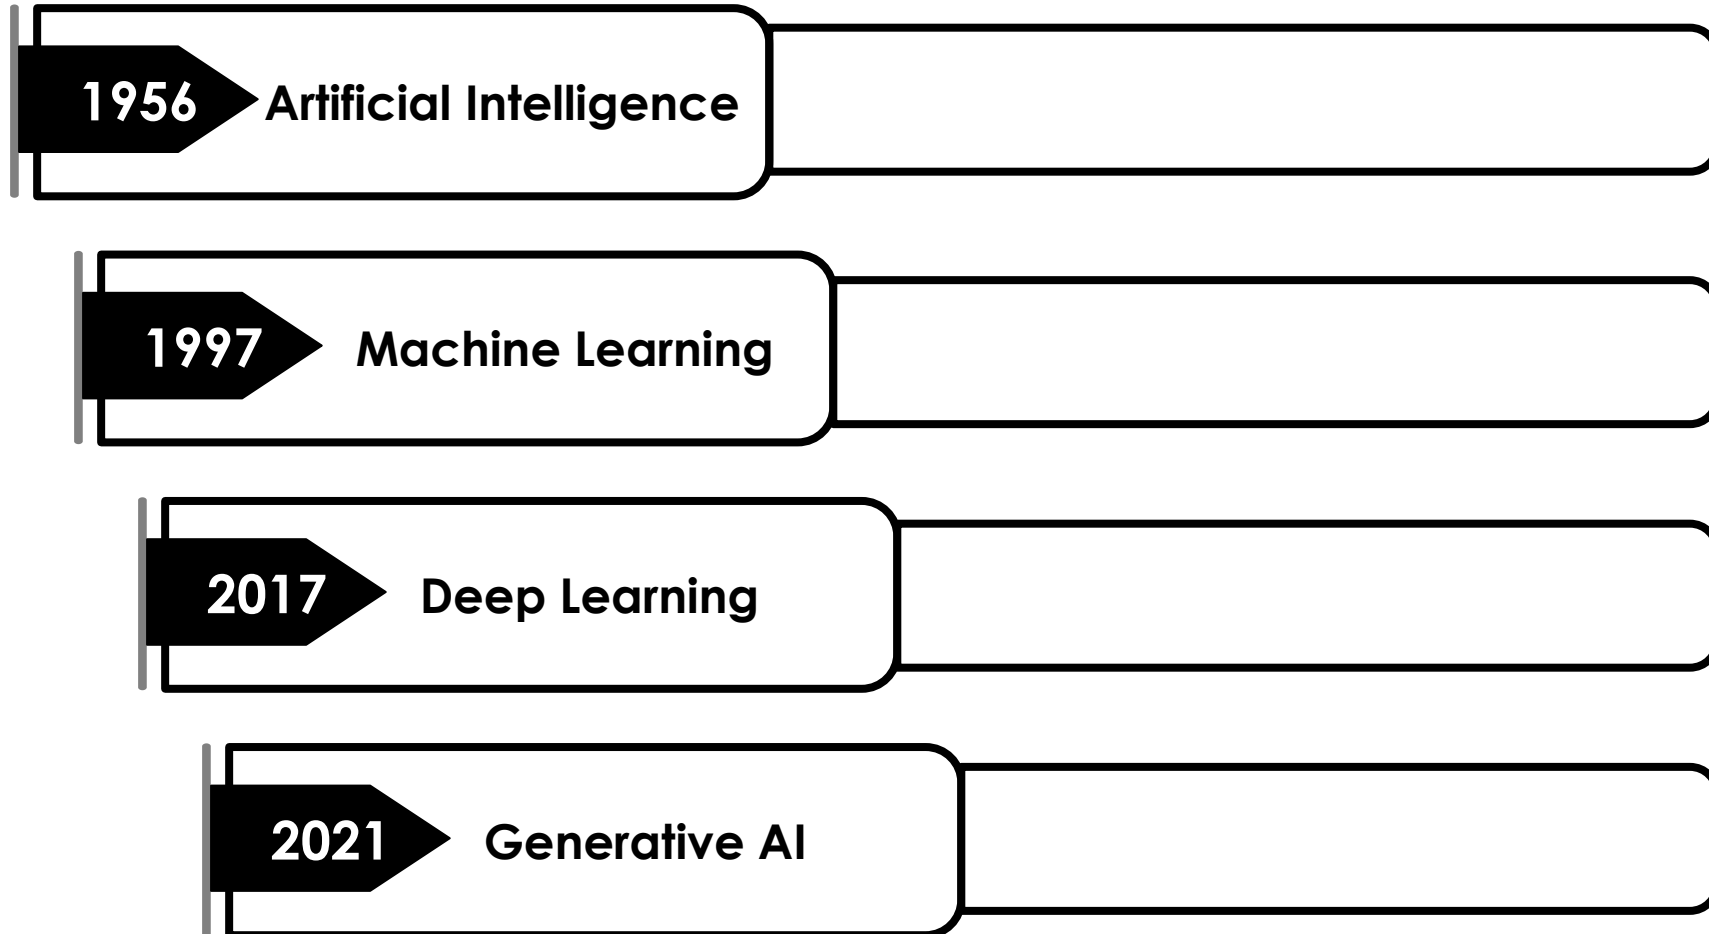 1956 Artificial Intelligence
1997 Machine Learning
2017 Deep Learning
2021 Generative AI